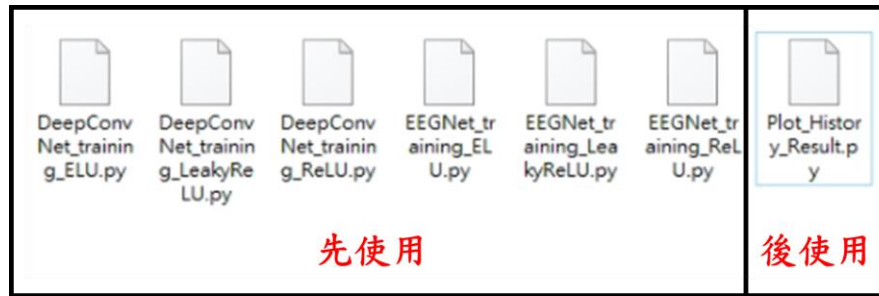 DeepConv
Net_trainin
g_ELU.py
DeepConv
Net_trainin
g_LeakyRe
LU.py
DeepConv
Net_trainin
g_ReLU.py
EEGNet_tr
aining_EL
U.py
EEGNet_tr
aining_Lea
kyReLU.py
EEGNet_tr
aining_ReL
U.py
Plot_Histor
y_Result.p
y
先使用
後使用